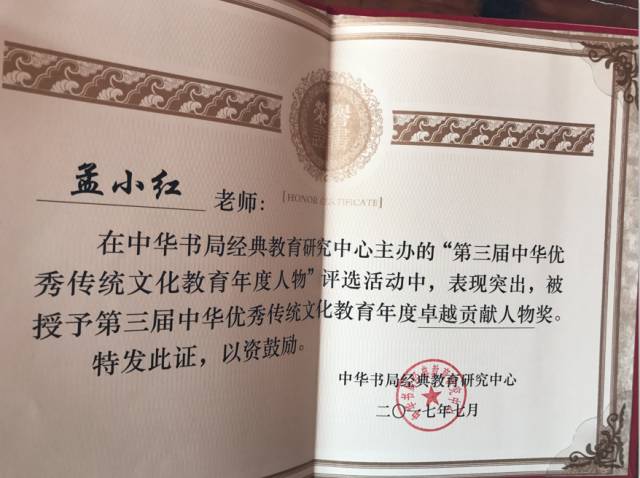 [HONOR CERTIFICATE]
孟小红 老师：
在中华书局经典教育研究中心主办的“第三届中华优
秀传统文化教育年度人物”评选活动中，表现突出，被
授予第三届中华优秀传统文化教育年度卓越贡献人物奖。
特发此证，以资鼓励。
中华书局经典教育研究中心
二〇一七年七月